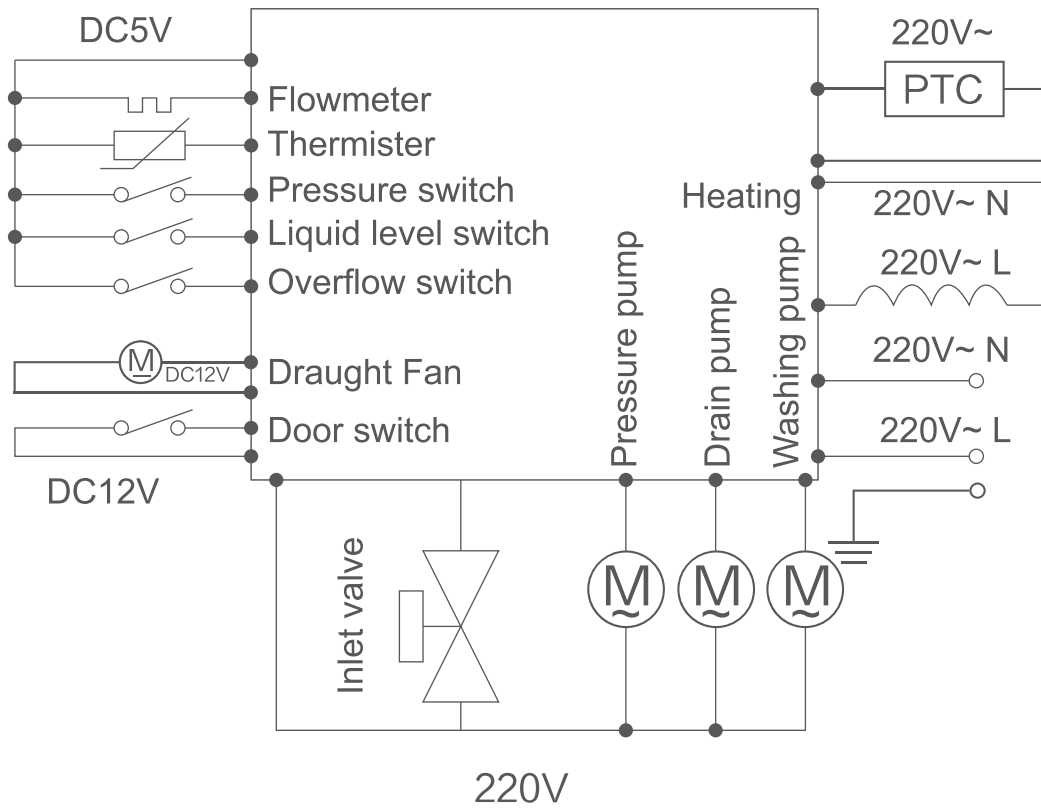 DC5V
Flowmeter
Thermister
Pressure switch
Liquid level switch
Overflow switch
M
DC12V
Draught Fan
Door switch
DC12V
220V~
PTC
Heating
220V~ N
220V~ L
220V~ N
220V~ L
Pressure pump
Drain pump
Washing pump
Inlet valve
M
~
M
~
M
~
220V